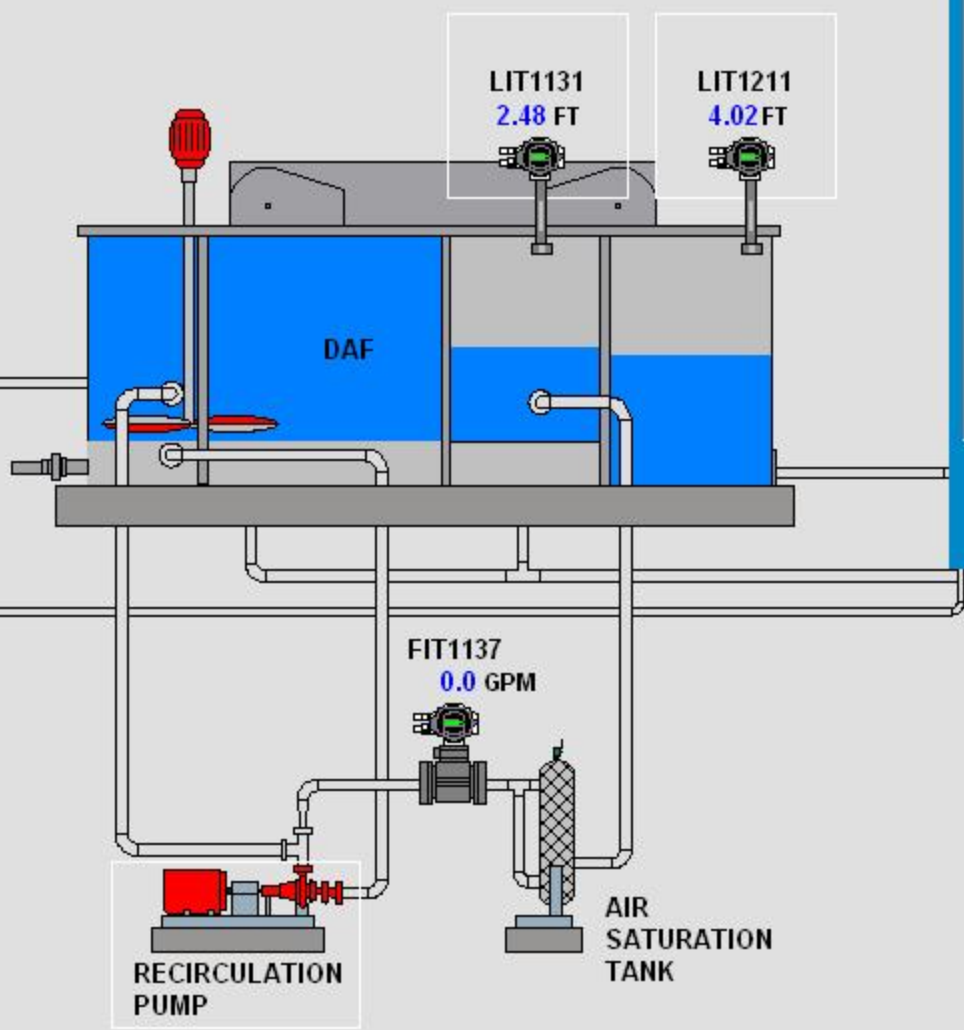 LIT1131
2.48 FT
LIT1211
4.02 FT
DAF
FIT1137
0.0 GPM
AIR
SATURATION
TANK
RECIRCULATION
PUMP